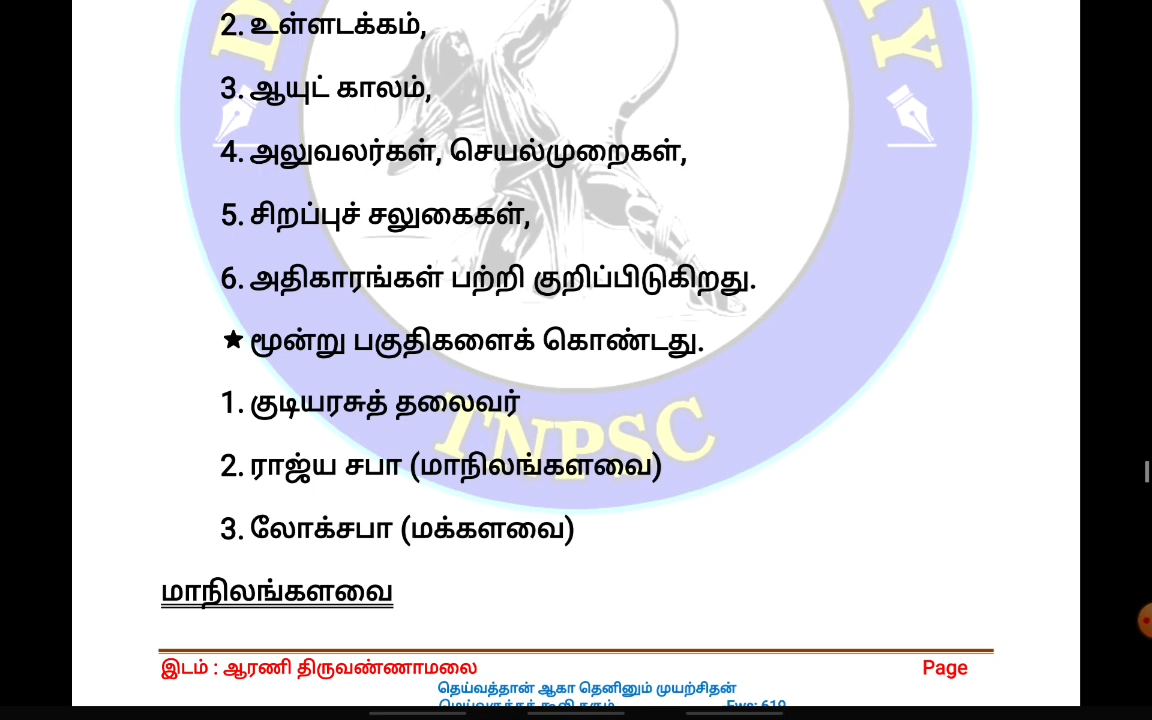 2. உள்ளடக்கம்,
3. ஆயுட் காலம்,
4. அலுவலர்கள், செயல்முறைகள்,
5. சிறப்புச் சலுகைகள்,
6. அதிகாரங்கள் பற்றி குறிப்பிடுகிறது.
★ மூன்று பகுதிகளைக் கொண்டது.
1. குடியரசுத் தலைவர்
TNPSC
2. ராஜ்ய சபா (மாநிலங்களவை)
3. லோக்சபா (மக்களவை)
மாநிலங்களவை
இடம் : ஆரணி திருவண்ணாமலை Page
தெய்வத்தான் ஆகா தெனினும் முயற்சிதன்